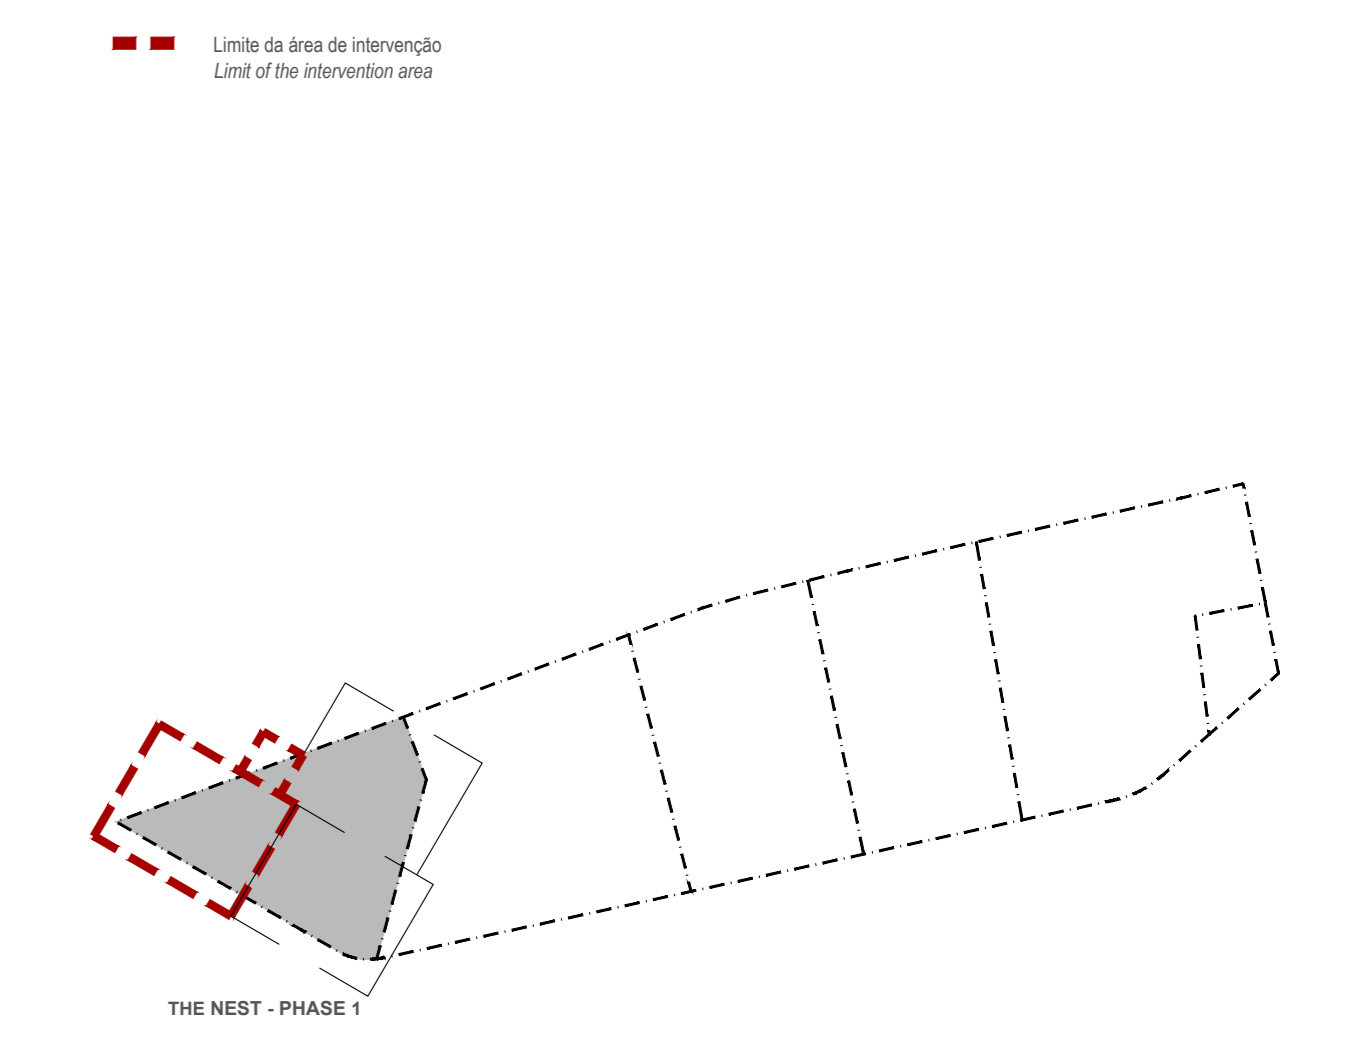 Limite da área de intervenção
Limit of the intervention area
THE NEST - PHASE 1